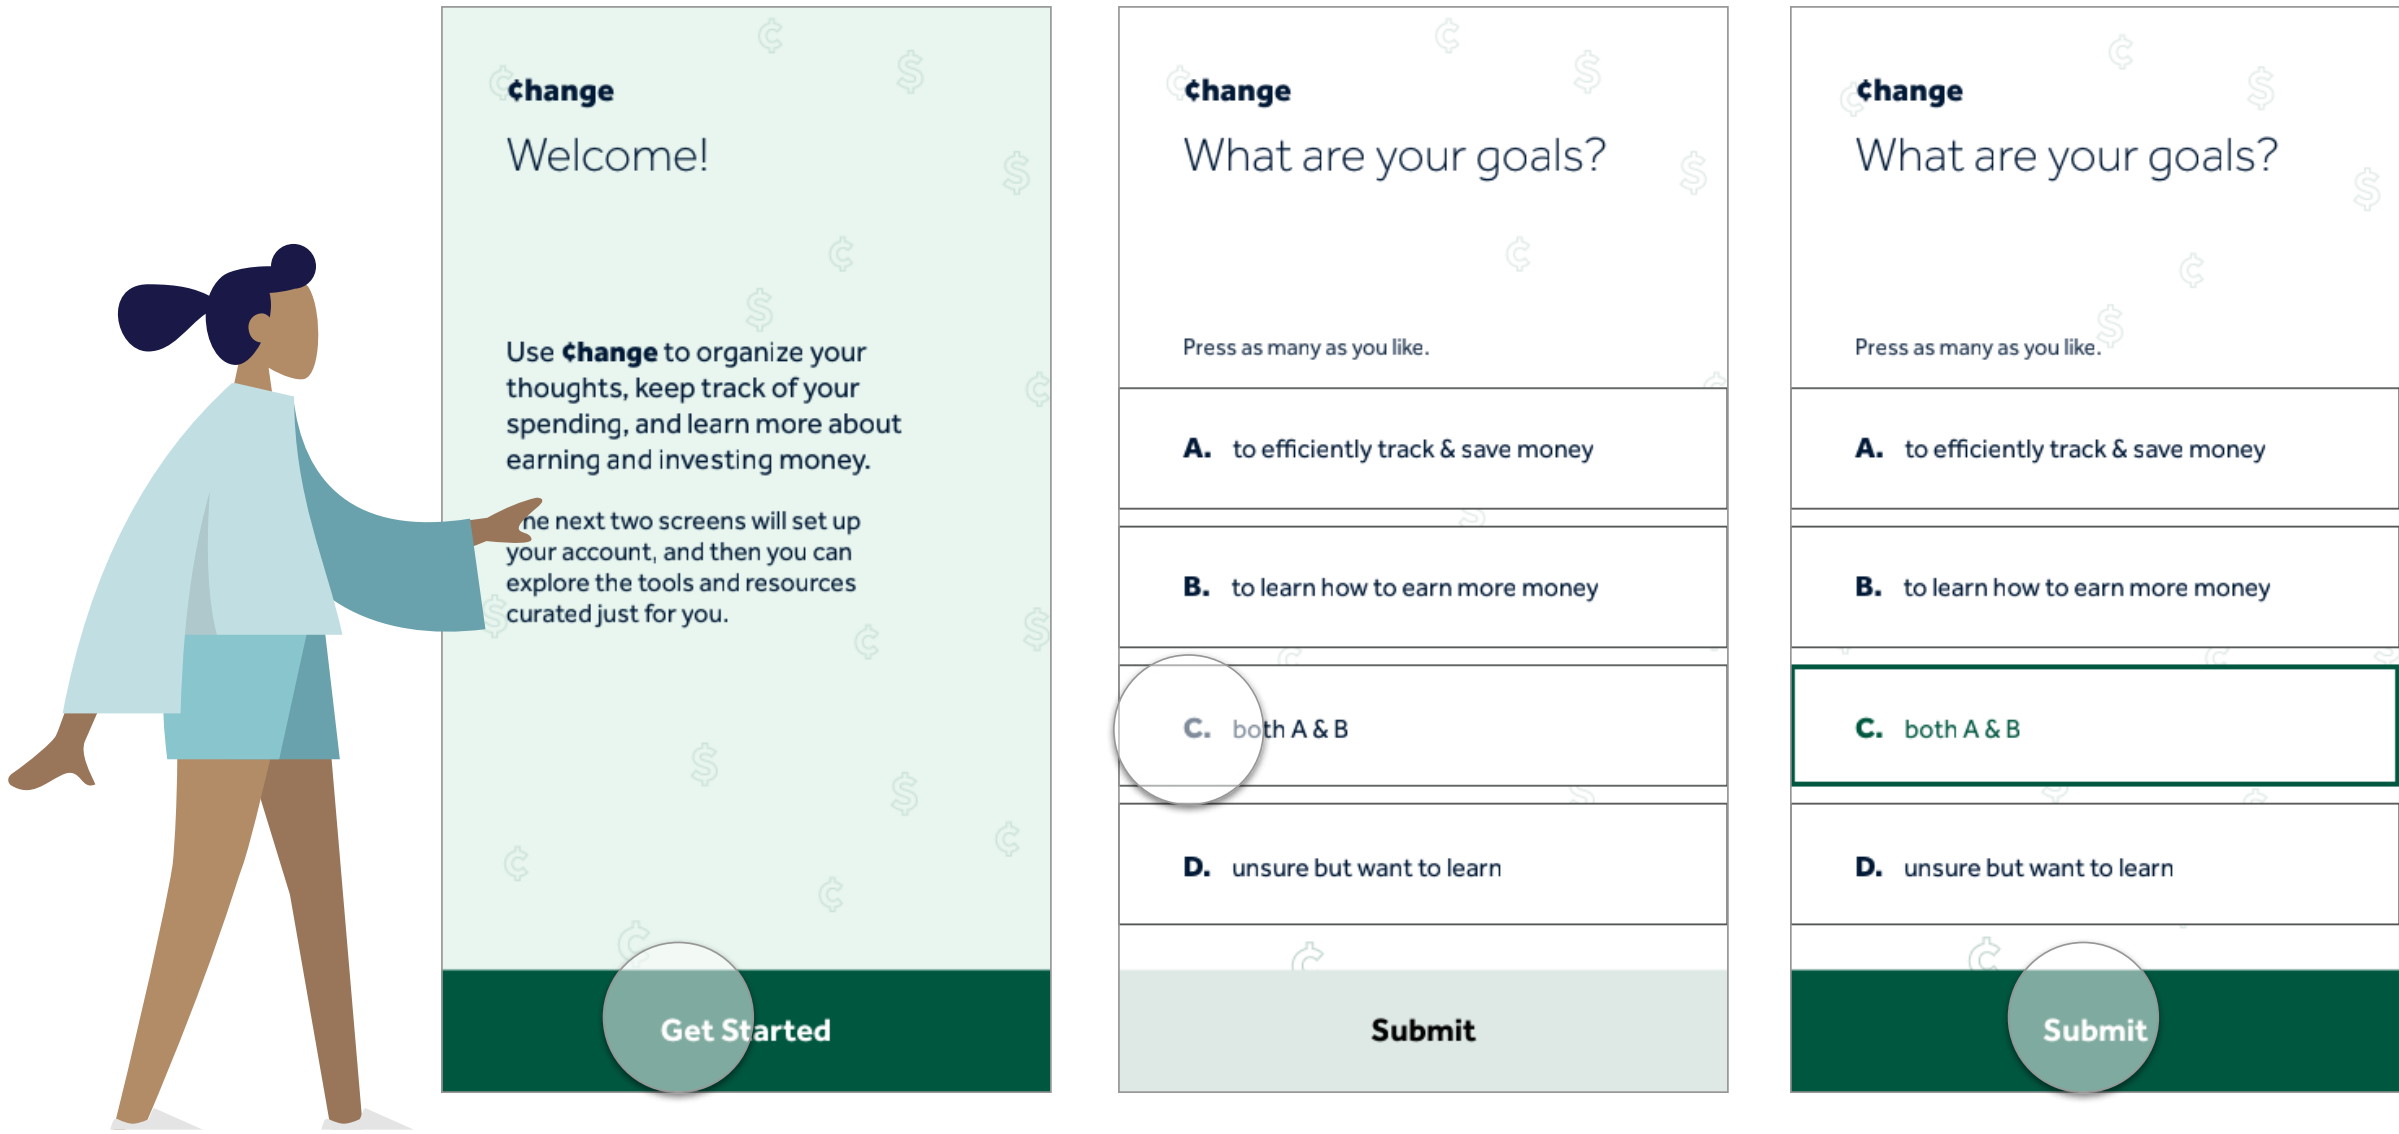 ¢hange
Welcome!
Use ¢hange to organize your
thoughts, keep track of your
spending, and learn more about
earning and investing money.
he next two screens will set up
your account, and then you can
explore the tools and resources
curated just for you.
Get Started
¢hange
What are your goals?
Press as many as you like.
A. to efficiently track & save money
B. to learn how to earn more money
C. both A & B
D. unsure but want to learn
Submit
¢hange
What are your goals?
Press as many as you like.
A. to efficiently track & save money
B. to learn how to earn more money
C. both A & B
D. unsure but want to learn
Submit